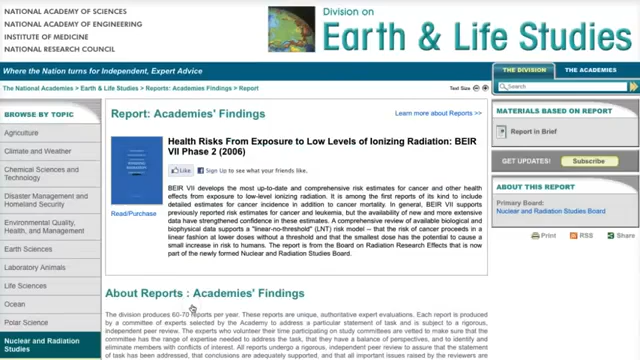 NATIONAL ACADEMY OF SCIENCES
NATIONAL ACADEMY OF ENGINEERING
INSTITUTE OF MEDICINE
NATIONAL RESEARCH COUNCIL
Division on
Earth & Life Studies
Where the Nation turns for Independent, Expert Advice
THE DIVISION
THE ACADEMIES
The National Academies > Earth & Life Studies > Reports: Academies' Findings > Report
Text Size
Search
BROWSE BY TOPIC
Agriculture
Climate and Weather
Chemical Sciences and
Technology
Disaster Management and
Homeland Security
Environmental Quality,
Health, and Management
Earth Sciences
Laboratory Animals
Life Sciences
Ocean
Polar Science
Nuclear and Radiation
Studies
Report: Academies' Findings
Learn more about Reports >>
Health Risks From Exposure to Low Levels of Ionizing Radiation: BEIR
VII Phase 2 (2006)
Like
Sign Up to see what your friends like.
Read/Purchase
BEIR VII develops the most up-to-date and comprehensive risk estimates for cancer and other health
effects from exposure to low-level ionizing radiation. It is among the first reports of its kind to include
detailed estimates for cancer incidence in addition to cancer mortality. In general, BEIR VII supports
previously reported risk estimates for cancer and leukemia, but the availability of new and more extensive
data have strengthened confidence in these estimates. A comprehensive review of available biological and
biophysical data supports a "linear-no-threshold" (LNT) risk model- that the risk of cancer proceeds in a
linear fashion at lower doses without a threshold and that the smallest dose has the potential to cause a
small increase in risk to humans. The report is from the Board on Radiation Research Effects that is now
part of the newly formed Nuclear and Radiation Studies Board.
About Reports : Academies' Findings
The division produces 60-70 reports per year. These reports are unique, authoritative expert evaluations. Each report is produced
by a committee of experts selected by the Academy to address a particular statement of task and is subject to a rigorous,
independent peer review. The experts who volunteer their time participating on study committees are vetted to make sure that the
committee has the range of expertise needed to address the task, that they have a balance of perspectives, and to identify and
eliminate members with conflicts of interest. All reports undergo a rigorous, independent peer review to assure that the statement
of task has been addressed, that conclusions are adequately supported, and that all important issues raised by the reviewers are
MATERIALS BASED ON REPORT
Report in Brief
GET UPDATES!
Subscribe
ABOUT THIS REPORT
Primary Board:
Nuclear and Radiation Studies Board
Print
RSS
Share